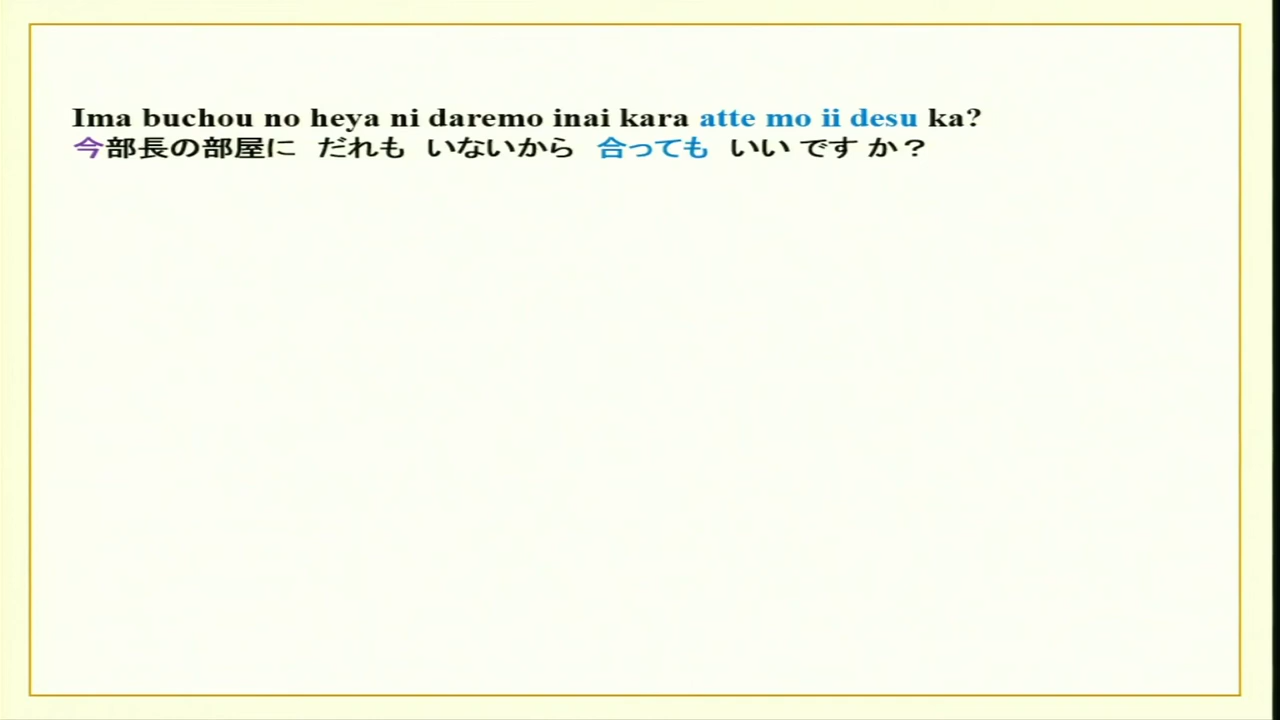 Ima buchou no heya ni daremo inai kara atte mo ii desu ka?
今部長の部屋に だれも いないから 合っても いい です か？